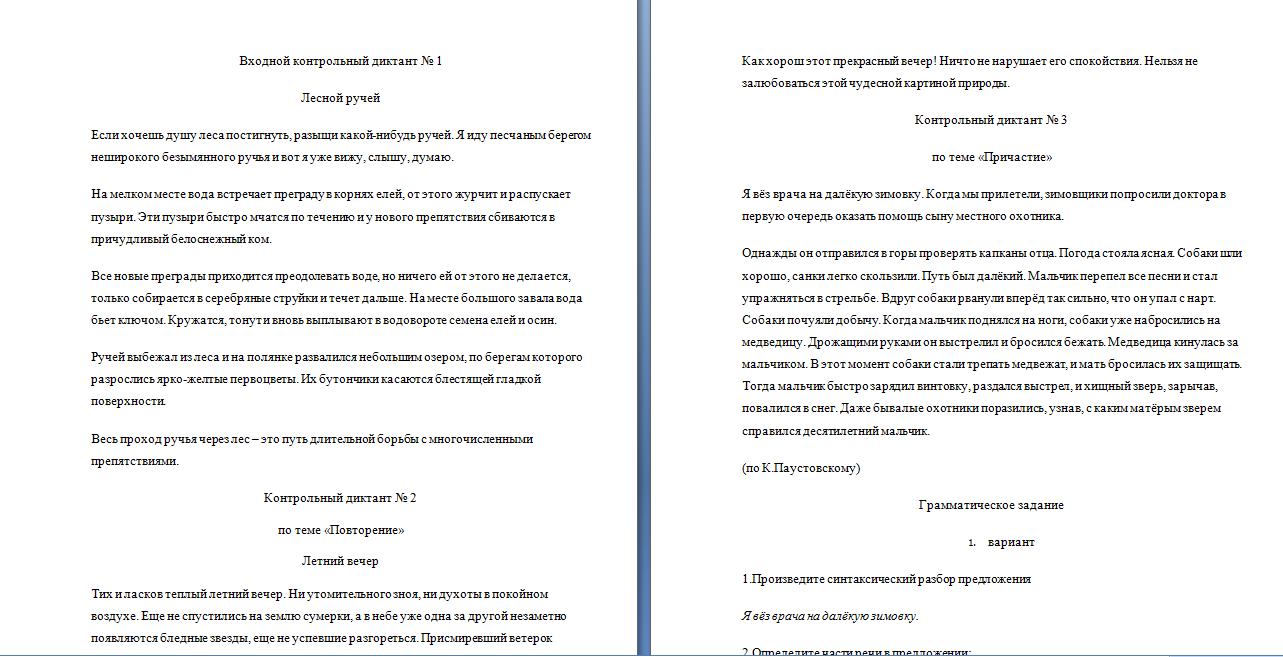 Входной контрольный диктант № 1
Лесной ручей
Если хочешь душу леса постигнуть, разыщи какой-нибудь ручей. Я иду песчаным берегом
неширокого безымянного ручья и вот я уже вижу, слышу, думаю.
На мелком месте вода встречает преграду в корнях елей, от этого журчит и распускает
пузыри. Эти пузыри быстро мчатся по течению и у нового препятствия сбиваются в
причудливый белоснежный ком.
Все новые преграды приходится преодолевать воде, но ничего ей от этого не делается,
только собирается в серебряные струйки и течет дальше. На месте большого завала вода
бьет ключом. Кружатся, тонут и вновь выплывают в водовороте семена елей и осин.
Ручей выбежал из леса и на полянке развалился небольшим озером, по берегам которого
разрослись ярко-желтые первоцветы. Их бутончики касаются блестящей гладкой
поверхности.
Весь проход ручья через лес – это путь длительной борьбы с многочисленными
препятствиями.
Контрольный диктант № 2
по теме «Повторение»
Летний вечер
Тих и ласков теплый летний вечер. Ни утомительного зноя, ни духоты в покойном
воздухе. Еще не спустились на землю сумерки, а в небе уже одна за другой незаметно
появляются бледные звезды, еще не успевшие разгореться. Присмиревший ветерок
Как хорош этот прекрасный вечер! Ничто не нарушает его спокойствия. Нельзя не
залюбоваться этой чудесной картиной природы.
Контрольный диктант № 3
по теме «Причастие»
Я вёз врача на далёкую зимовку. Когда мы прилетели, зимовщики попросили доктора в
первую очередь оказать помощь сыну местного охотника.
Однажды он отправился в горы проверять капканы отца. Погода стояла ясная. Собаки шли
хорошо, санки легко скользили. Путь был далёкий. Мальчик перепел все песни и стал
упражняться в стрельбе. Вдруг собаки рванули вперёд так сильно, что он упал с нарт.
Собаки почуяли добычу. Когда мальчик поднялся на ноги, собаки уже набросились на
медведицу. Дрожащими руками он выстрелил и бросился бежать. Медведица кинулась за
мальчиком. В этот момент собаки стали трепать медвежат, и мать бросилась их защищать.
Тогда мальчик быстро зарядил винтовку, раздался выстрел, и хищный зверь, зарычав,
повалился в снег. Даже бывалые охотники поразились, узнав, с каким матёрым зверем
справился десятилетний мальчик.
(по К.Паустовскому)
Грамматическое задание
1. вариант
1.Произведите синтаксический разбор предложения
Я вёз врача на далёкую зимовку.
2.Определите части речи в предложении: